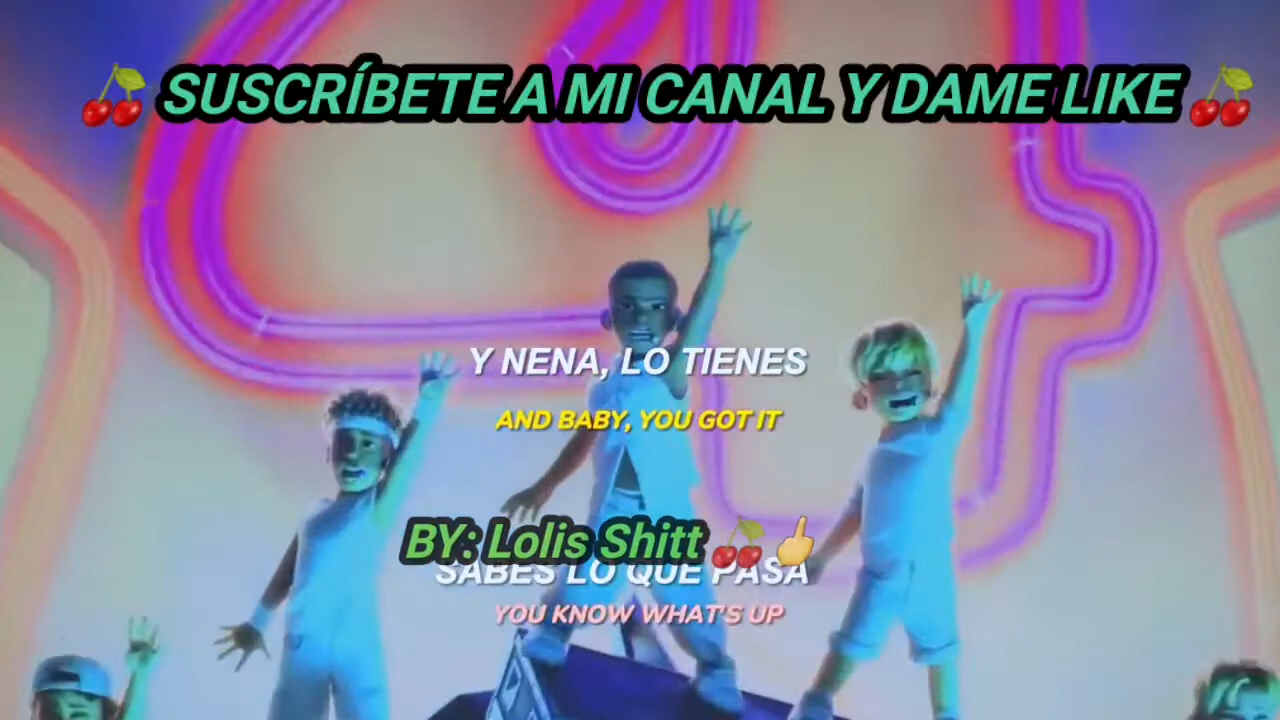 🍒 SUSCRÍBETE A MI CANAL Y DAME LIKE 🍒
Y NENA, LO TIENES
AND BABY, YOU GOT IT
BY: Lolis Shitt 🍒🖕
SABES LO QUE PASA
YOU KNOW WHAT'S UP